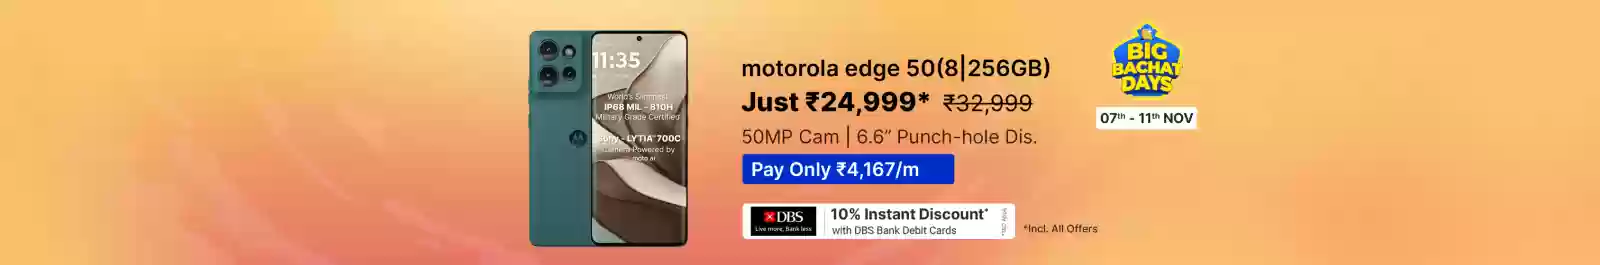 11:35
World's Slimmest
IP68 MIL - 810H
Military Grade Certified
Sony - LYTIA™ 700C
Camera Powered by
moto ai
motorola edge 50(8|256GB)
Just ₹24,999* ₹32,999
50MP Cam | 6.6” Punch-hole Dis.
Pay Only ₹4,167/m
DBS
Live more, Bank less
10% Instant Discount*
with DBS Bank Debit Cards
*T&C Apply
*Incl. All Offers
BIG
BACHAT
DAYS
07th - 11th NOV